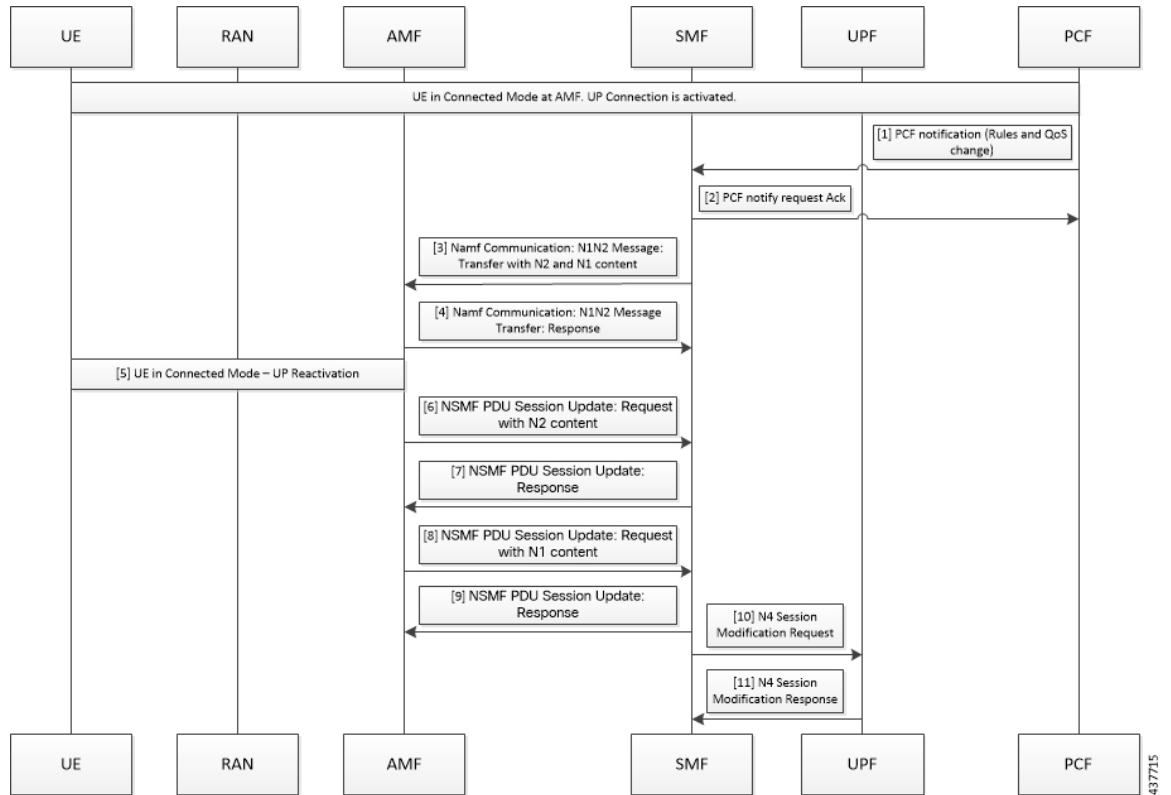 UE
RAN
AMF
SMF
UPF
PCF
UE in Connected Mode at AMF. UP Connection is activated.
[1] PCF notification (Rules and QoS
change)
[2] PCF notify request Ack
[3] Namf Communication: N1N2 Message:
Transfer with N2 and N1 content
[4] Namf Communication: N1N2 Message
Transfer: Response
[5] UE in Connected Mode – UP Reactivation
[6] NSMF PDU Session Update: Request
with N2 content
[7] NSMF PDU Session Update:
Response
[8] NSMF PDU Session Update: Request
with N1 content
[9] NSMF PDU Session Update:
Response
[10] N4 Session
Modification Request
[11] N4 Session
Modification Response
UE
RAN
AMF
SMF
UPF
PCF
437715